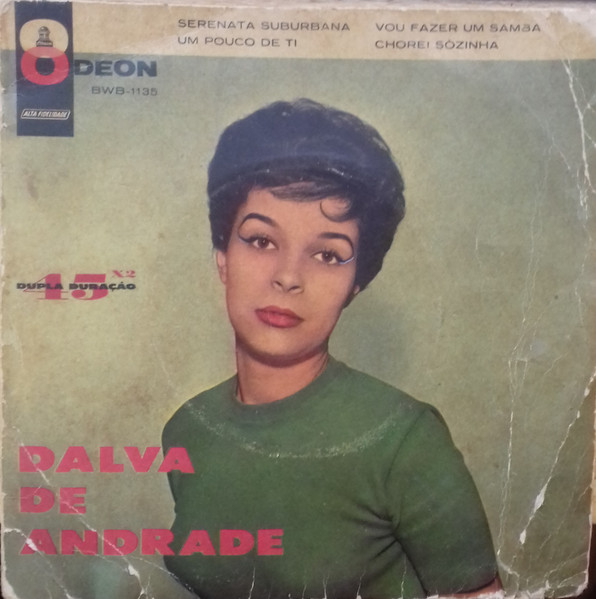 SERENATA SUBURBANA
UM POUCO DE TI
VOU FAZER UM SAMBA
CHOREI SÒZINHA
ODEON
BWB-1135
ALTA FIDELIDADE
45 X2
DUPLA DURAÇÃO
DALVA
DE
ANDRADE